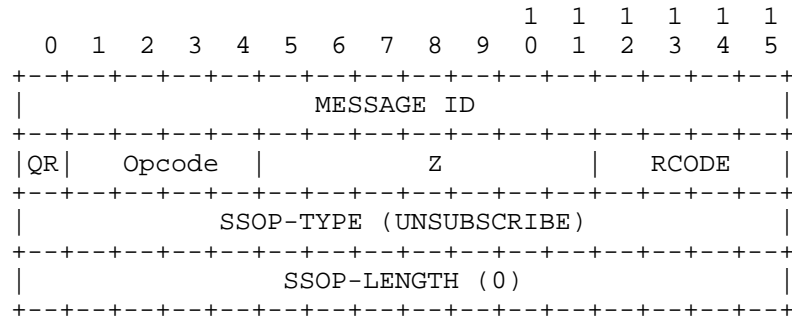 1  1  1  1  1  1
  0  1  2  3  4  5  6  7  8  9  0  1  2  3  4  5
+--+--+--+--+--+--+--+--+--+--+--+--+--+--+--+--+
|                  MESSAGE ID                   |
+--+--+--+--+--+--+--+--+--+--+--+--+--+--+--+--+
|QR|   Opcode  |          Z         |   RCODE   |
+--+--+--+--+--+--+--+--+--+--+--+--+--+--+--+--+
|            SSOP-TYPE (UNSUBSCRIBE)            |
+--+--+--+--+--+--+--+--+--+--+--+--+--+--+--+--+
|                SSOP-LENGTH (0)                |
+--+--+--+--+--+--+--+--+--+--+--+--+--+--+--+--+